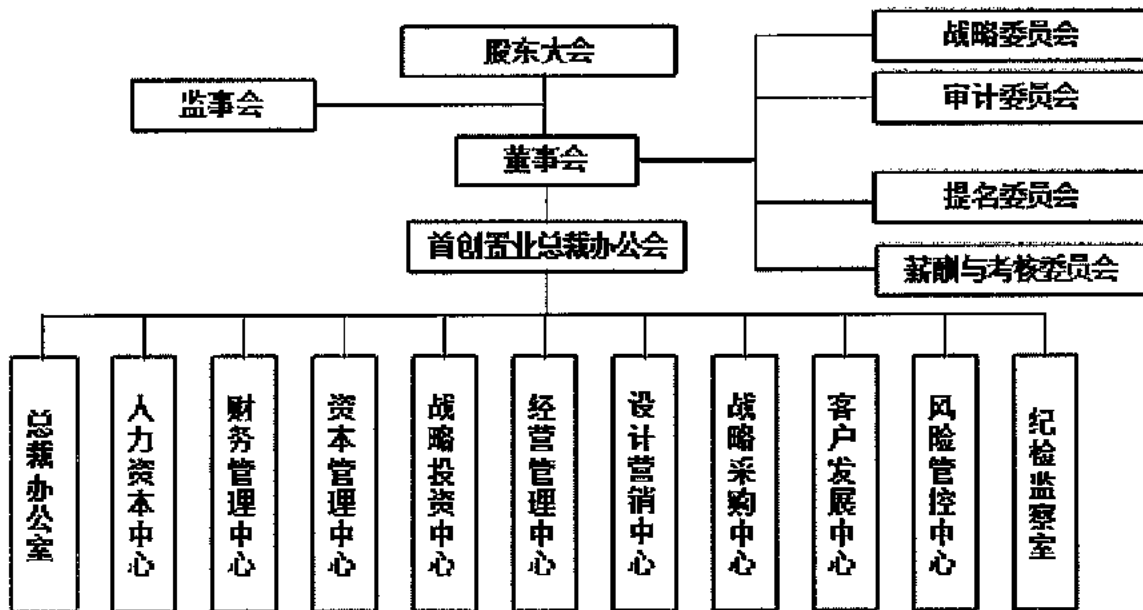 股东大会
监事会
董事会
首创置业总裁办公会
战略委员会
审计委员会
提名委员会
薪酬与考核委员会
总裁办公室
人力资本中心
财务管理中心
资本管理中心
战略投资中心
经营管理中心
设计营销中心
战略采购中心
客户发展中心
风险管控中心
纪检监察室